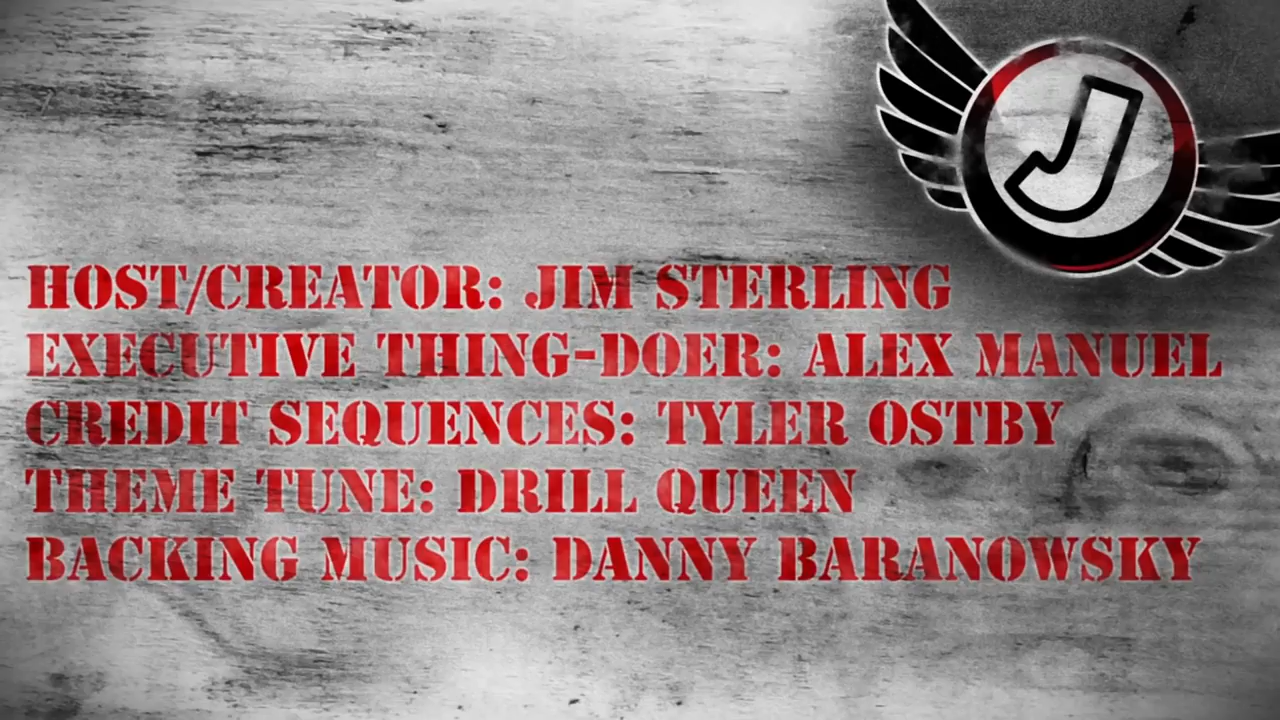 J
HOST/CREATOR: JIM STERLING
EXECUTIVE THING-DOER: ALEX MANUEL
CREDIT SEQUENCES: TYLER OSTBY
THEME TUNE: DRILL QUEEN
BACKING MUSIC: DANNY BARANOWSKY